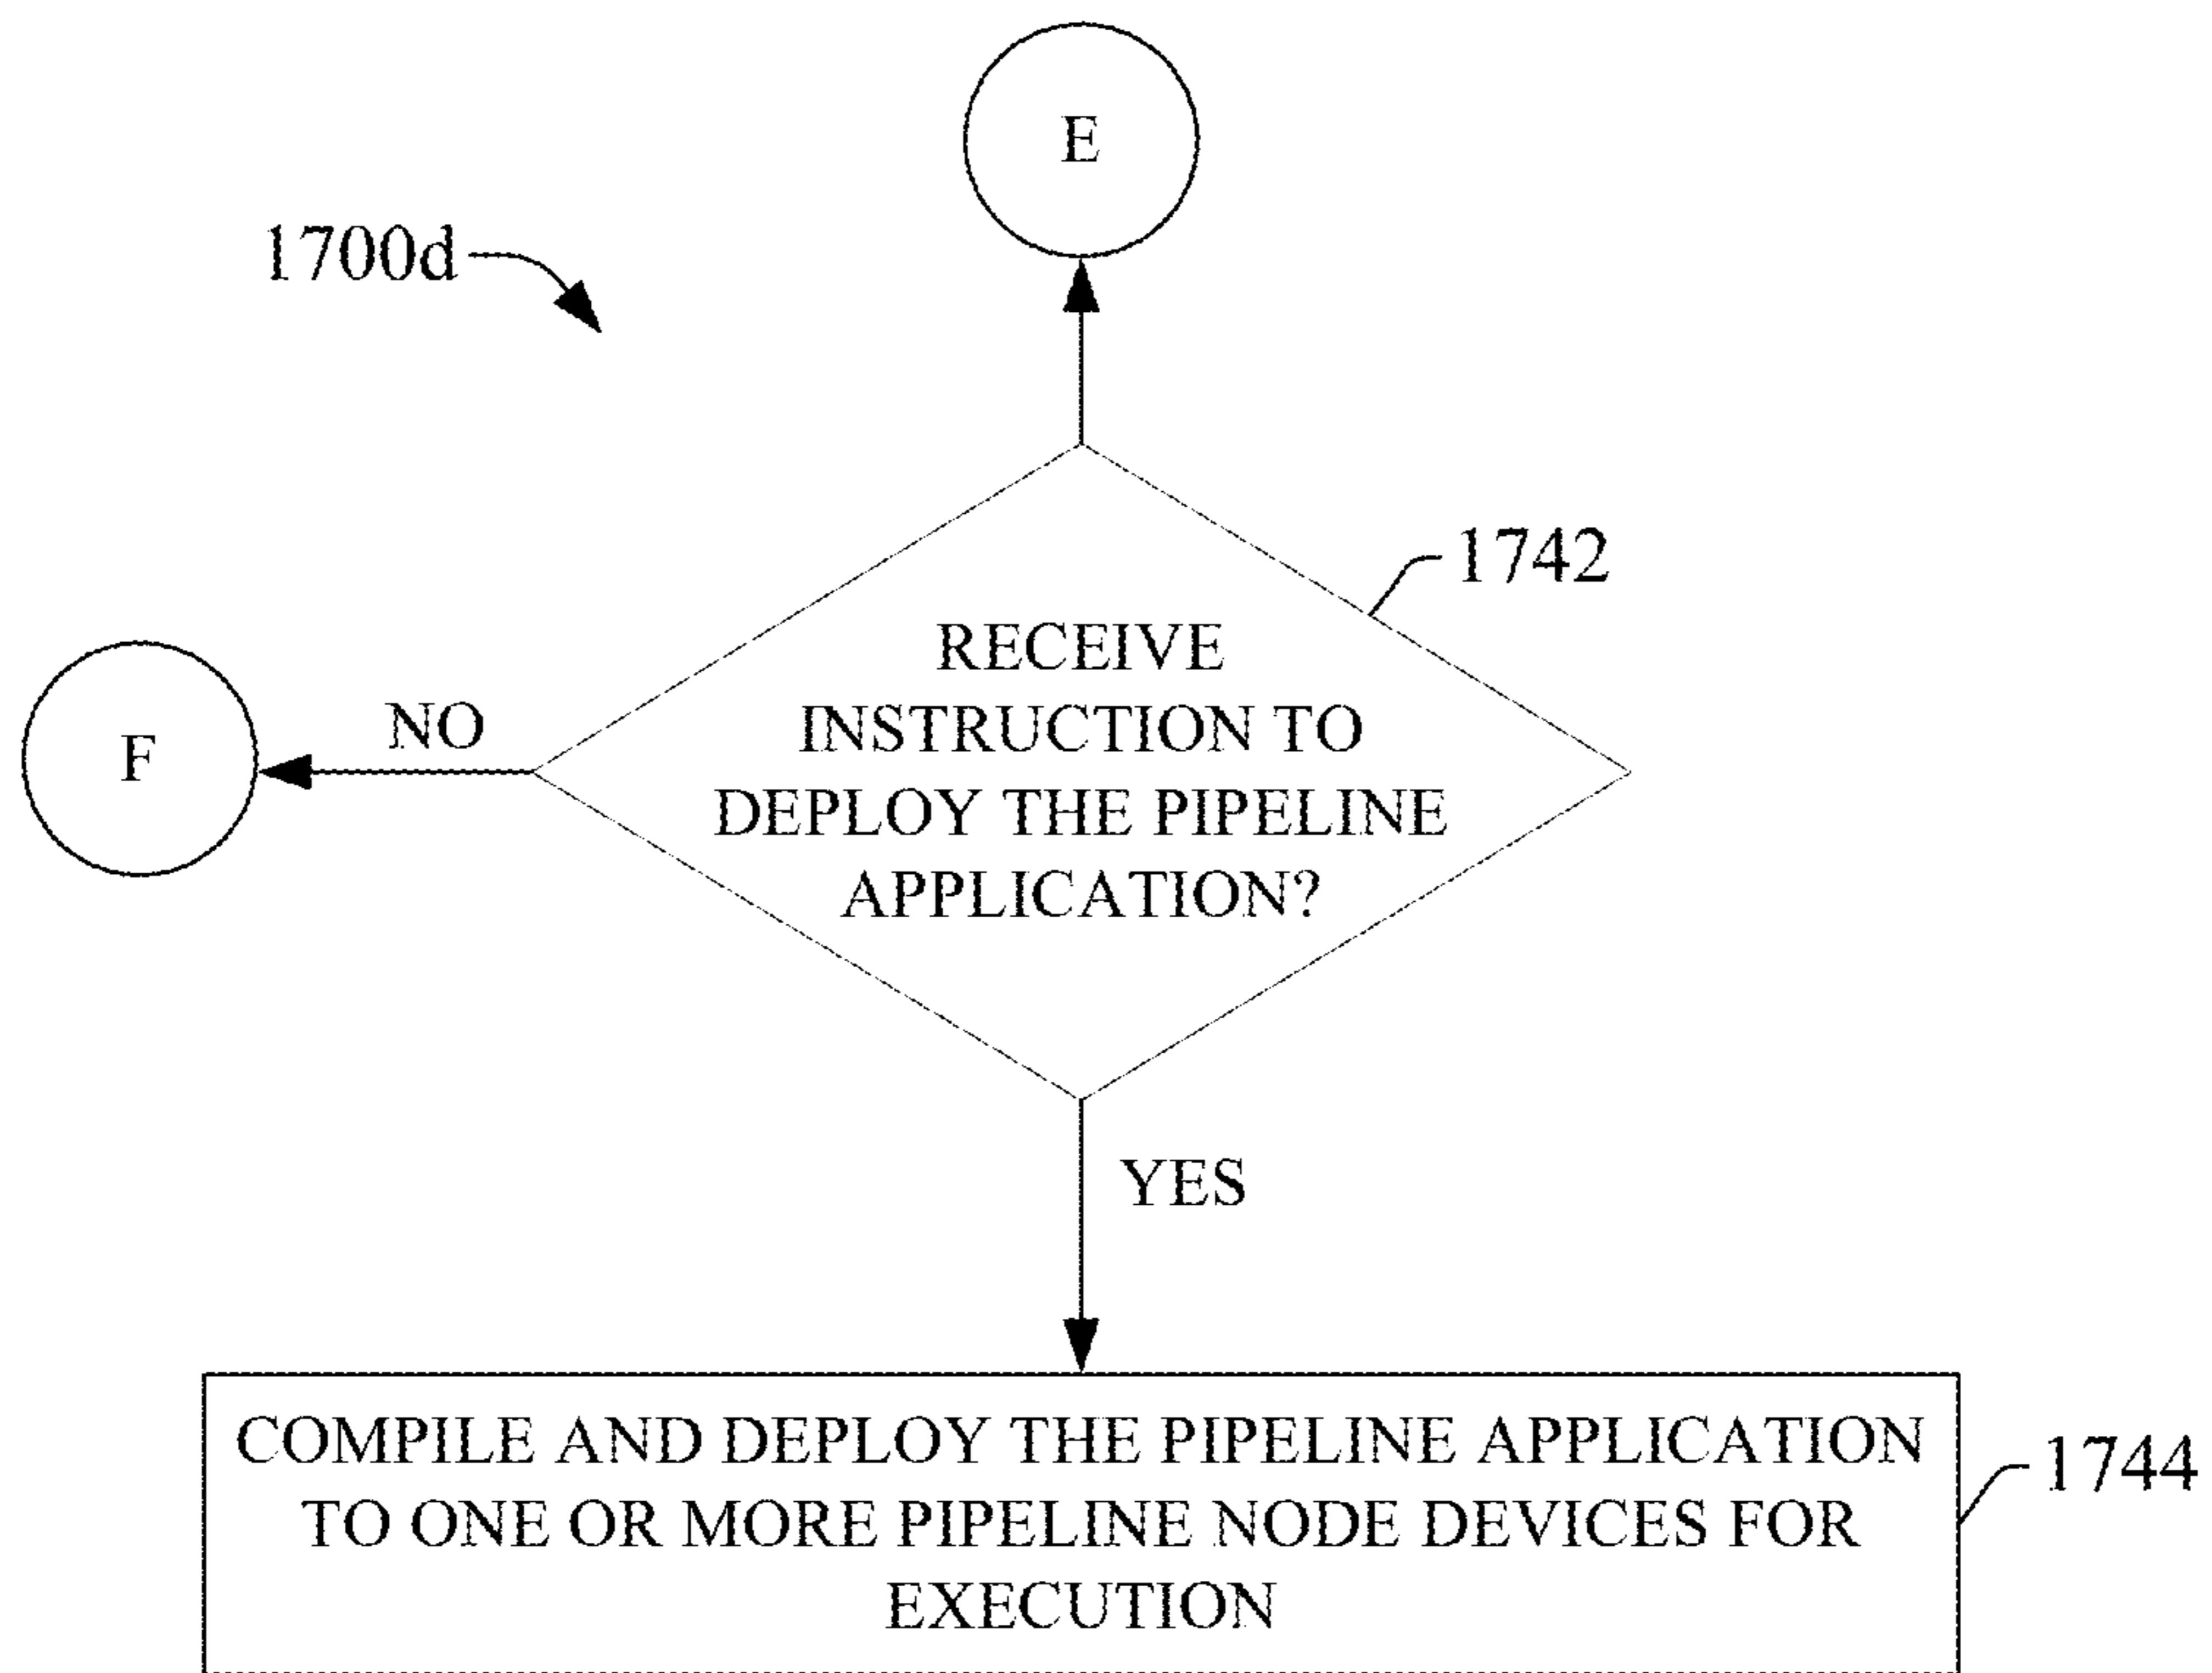 E
1700d
1742
RECEIVE
INSTRUCTION TO
DEPLOY THE PIPELINE
APPLICATION?
NO
F
YES
COMPILE AND DEPLOY THE PIPELINE APPLICATION
TO ONE OR MORE PIPELINE NODE DEVICES FOR
EXECUTION
1744